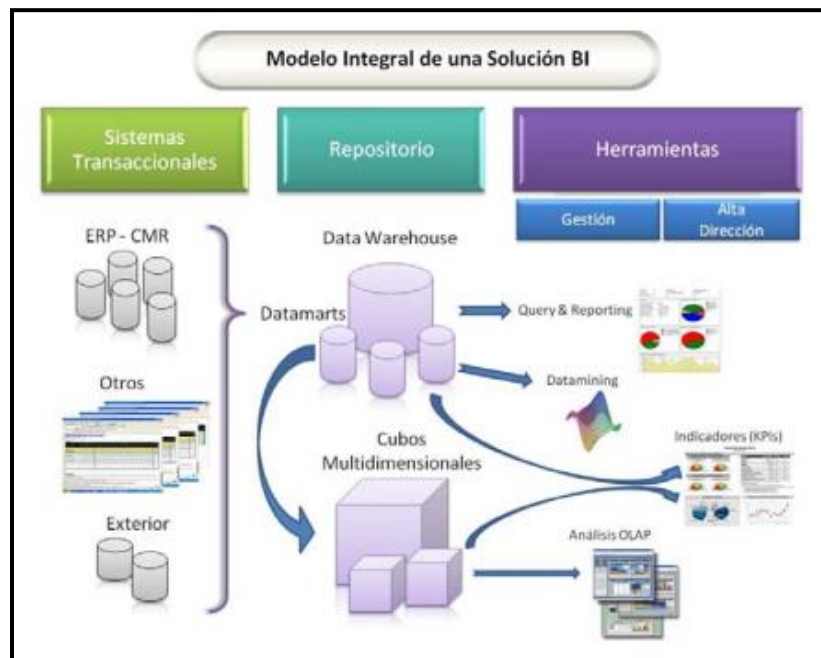 Modelo Integral de una Solución BI
Sistemas
Transaccionales
Repositorio
Herramientas
Gestión
Alta
Dirección
ERP - CMR
Data Warehouse
Datamarts
Query & Reporting
Otros
Datamining
Cubos
Multidimensionales
Indicadores (KPIs)
Exterior
Análisis OLAP